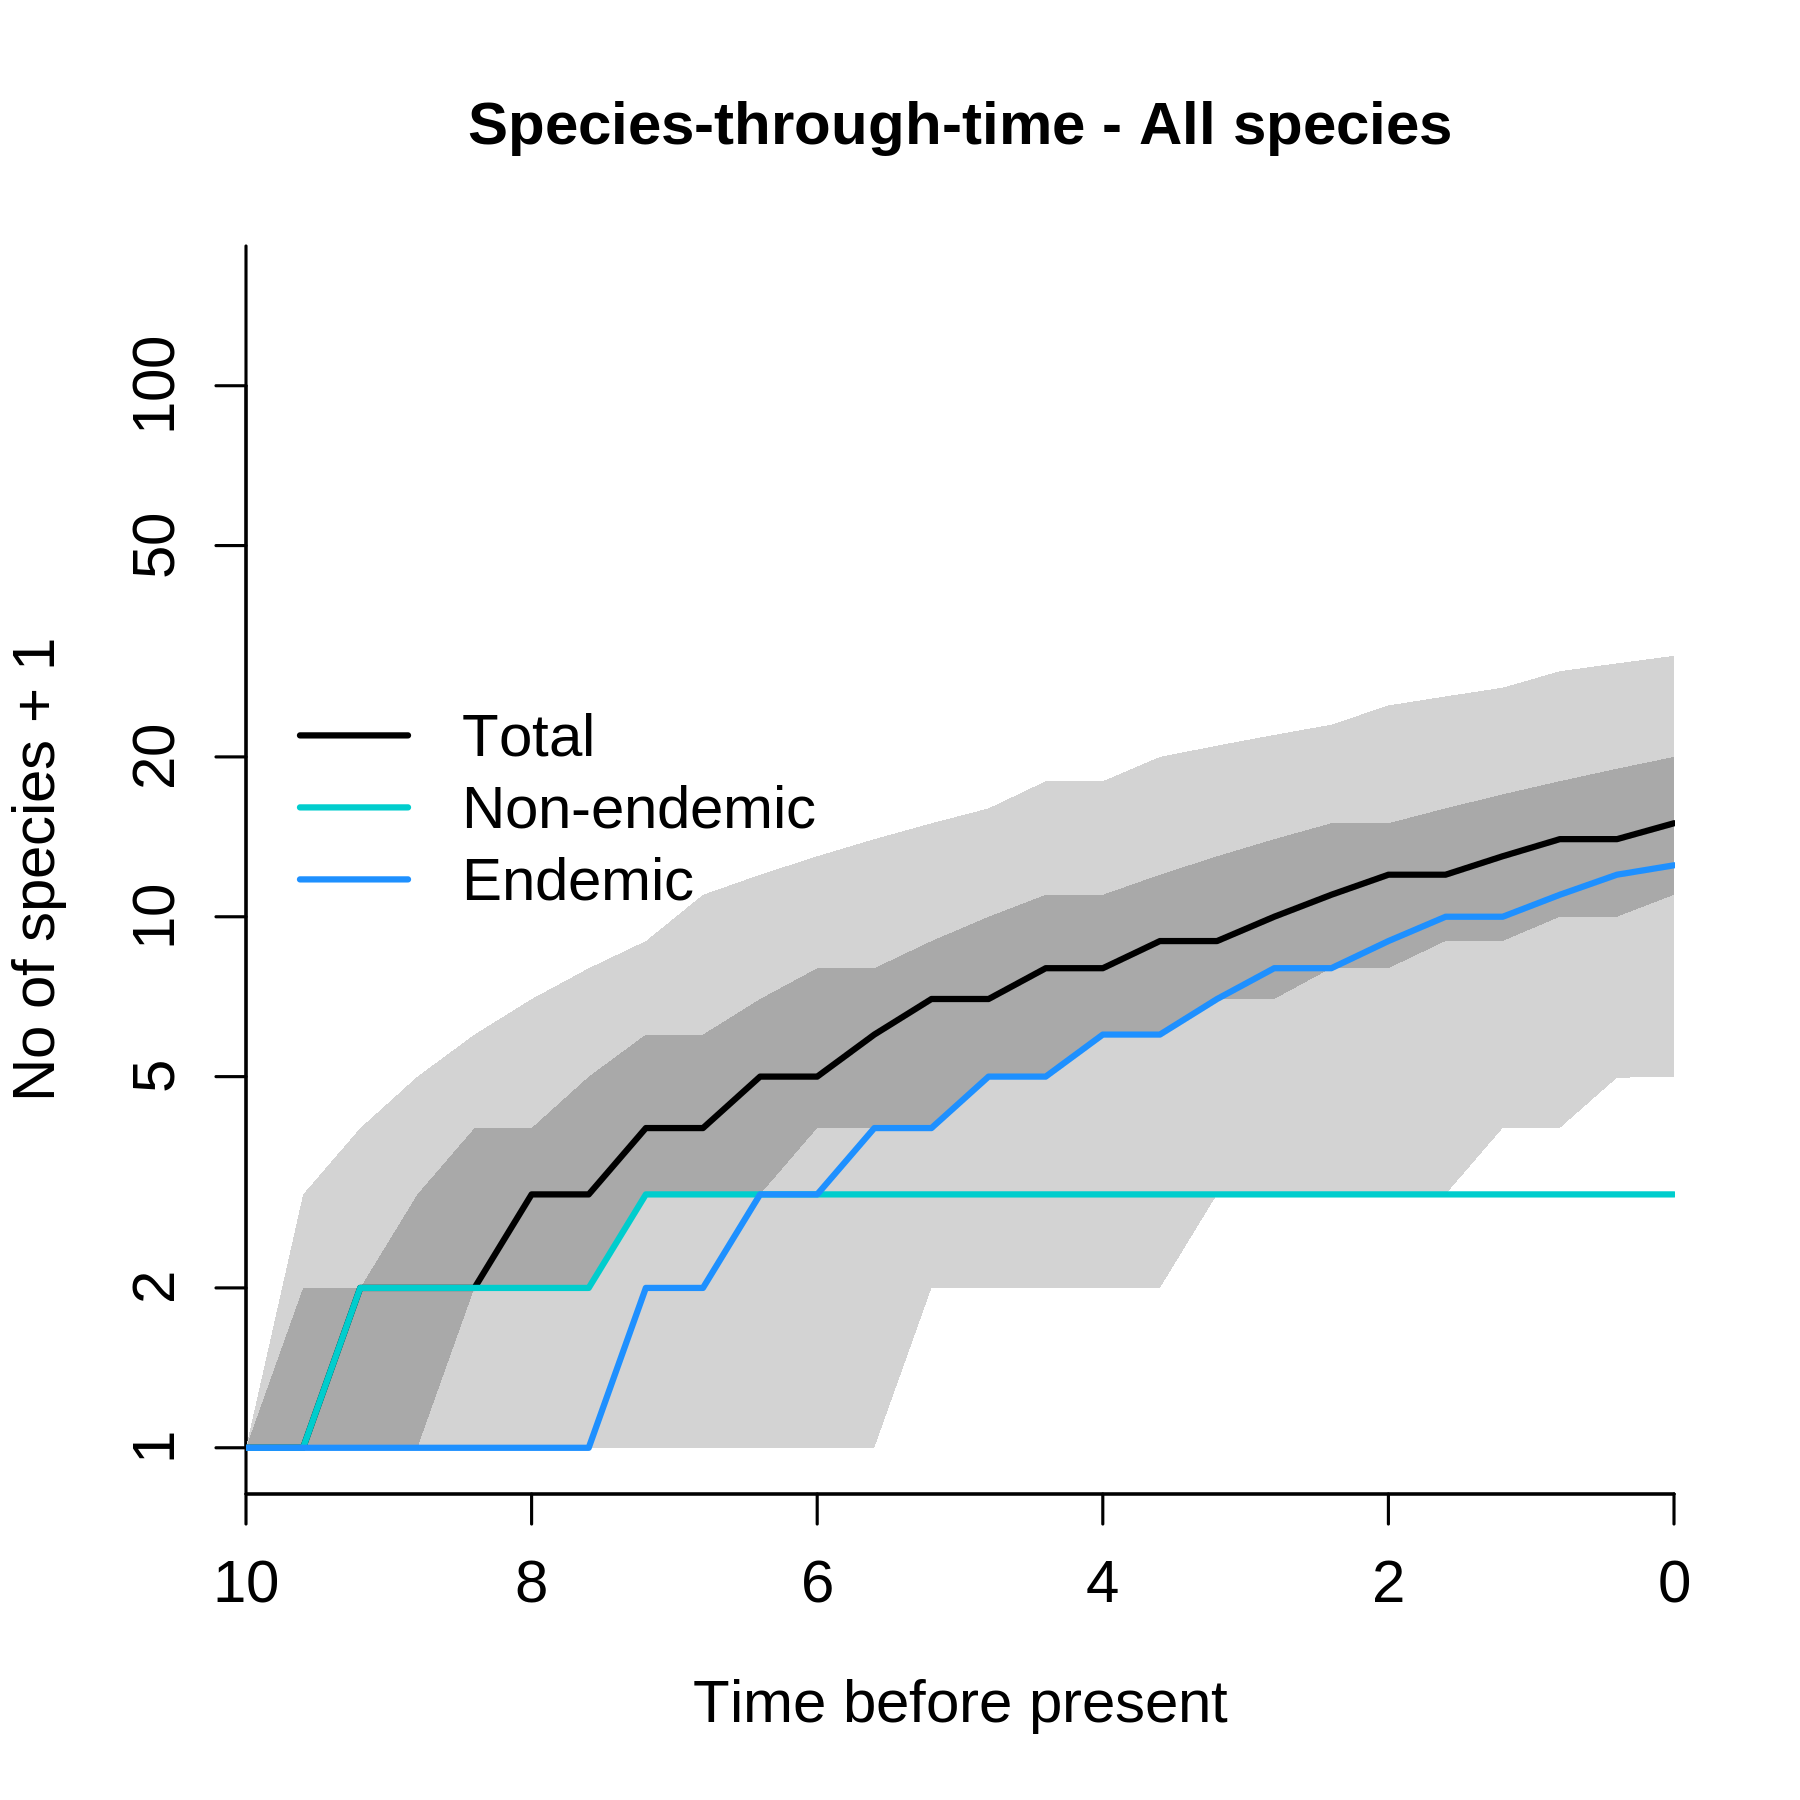 Species-through-time - All species
No of species + 1
100
50
20
10
5
2
1
Total
Non-endemic
Endemic
10 8 6 4 2 0
Time before present